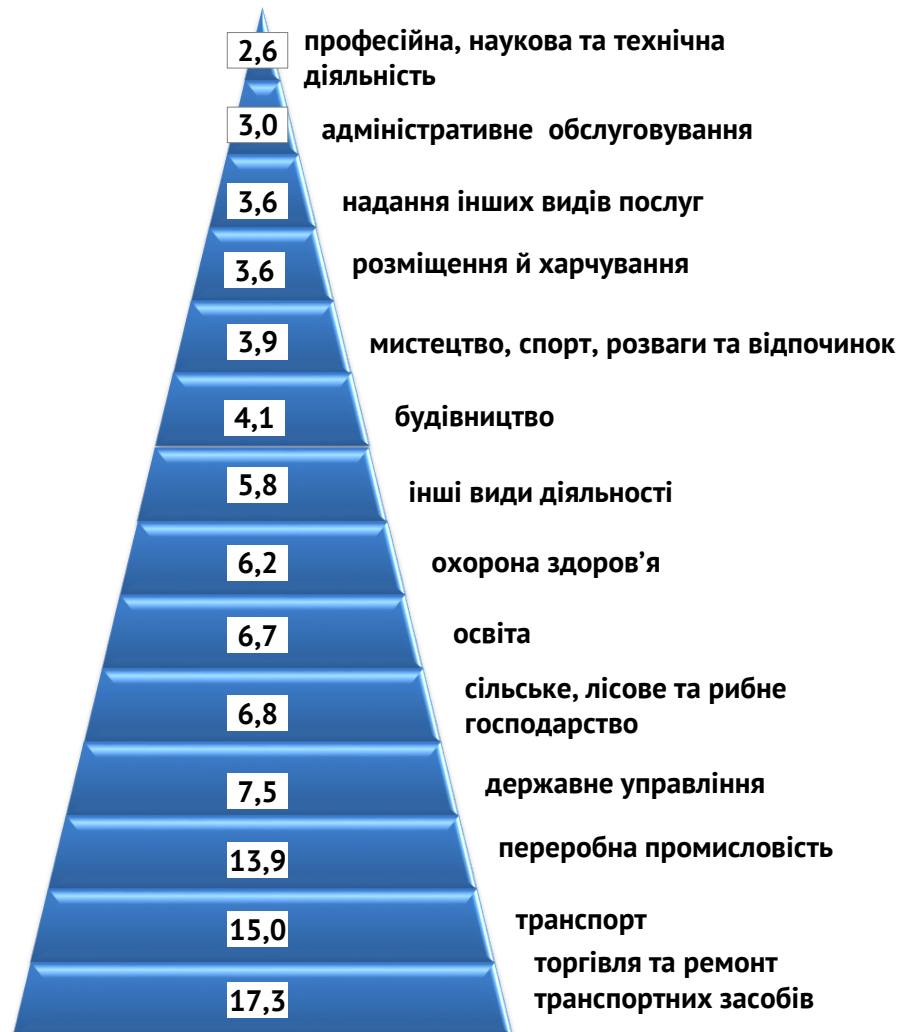 2,6
професійна, наукова та технічна
діяльність
3,0
адміністративне обслуговування
3,6
надання інших видів послуг
3,6
розміщення й харчування
3,9
мистецтво, спорт, розваги та відпочинок
4,1
будівництво
5,8
інші види діяльності
6,2
охорона здоров’я
6,7
освіта
6,8
сільське, лісове та рибне
господарство
7,5
державне управління
13,9
переробна промисловість
15,0
транспорт
17,3
торгівля та ремонт
транспортних засобів